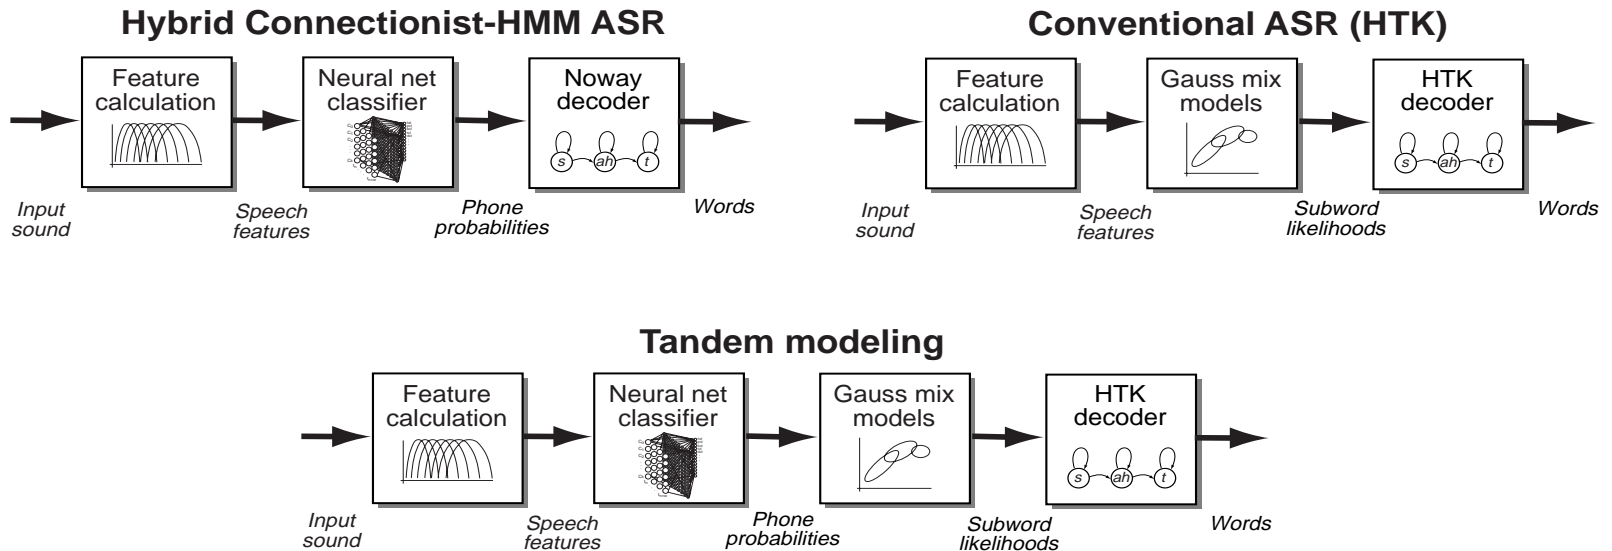 Hybrid Connectionist-HMM ASR
Feature
calculation
Neural net
classifier
Noway
decoder
s ah t
Input
sound
Speech
features
Phone
probabilities
Words
Conventional ASR (HTK)
Feature
calculation
Gauss mix
models
HTK
decoder
s ah t
Input
sound
Speech
features
Subword
likelihoods
Words
Tandem modeling
Feature
calculation
Neural net
classifier
Gauss mix
models
HTK
decoder
s ah t
Input
sound
Speech
features
Phone
probabilities
Subword
likelihoods
Words